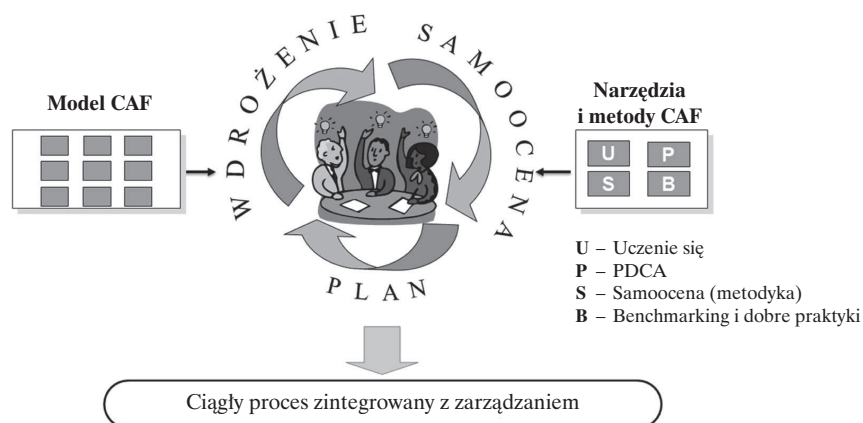 WDROŻENIE
SAMOOCENA
PLAN
Model CAF
Narzędzia
i metody CAF
U P
S B
U – Uczenie się
P – PDCA
S – Samoocena (metodyka)
B – Benchmarking i dobre praktyki
Ciągły proces zintegrowany z zarządzaniem